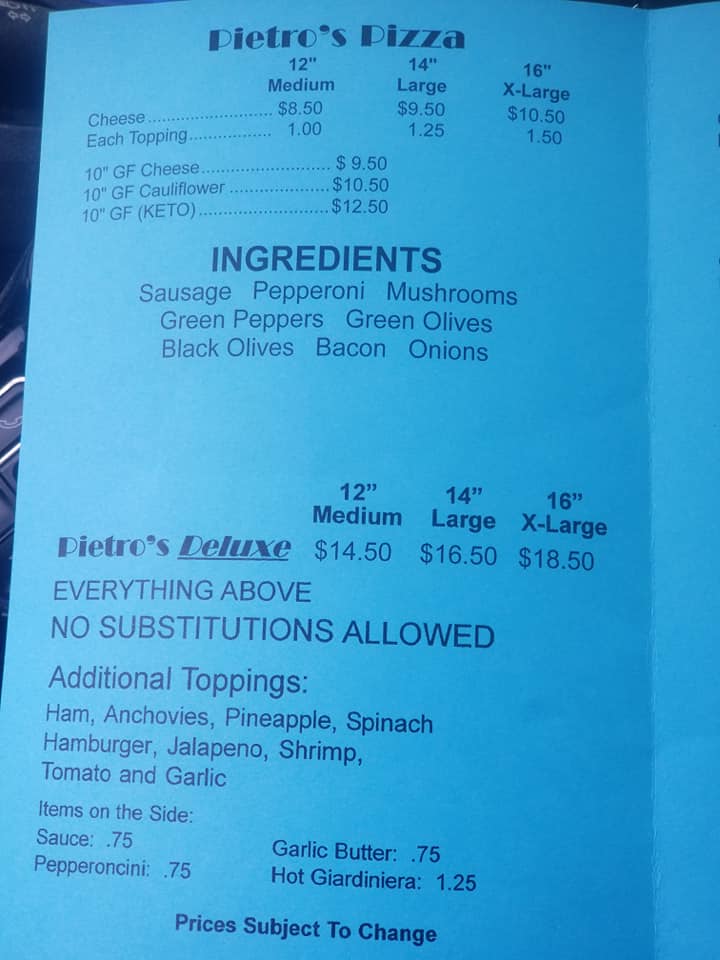 Pietro's Pizza
12" 14" 16"
Medium Large X-Large
Cheese............................ $8.50 $9.50 $10.50
Each Topping................. 1.00 1.25 1.50
10" GF Cheese............................. $ 9.50
10" GF Cauliflower ......................$10.50
10" GF (KETO).............................$12.50
INGREDIENTS
Sausage Pepperoni Mushrooms
Green Peppers Green Olives
Black Olives Bacon Onions
12" 14" 16"
Medium Large X-Large
Pietro's Deluxe $14.50 $16.50 $18.50
EVERYTHING ABOVE
NO SUBSTITUTIONS ALLOWED
Additional Toppings:
Ham, Anchovies, Pineapple, Spinach
Hamburger, Jalapeno, Shrimp,
Tomato and Garlic
Items on the Side:
Sauce: .75 Garlic Butter: .75
Pepperoncini: .75 Hot Giardiniera: 1.25
Prices Subject To Change